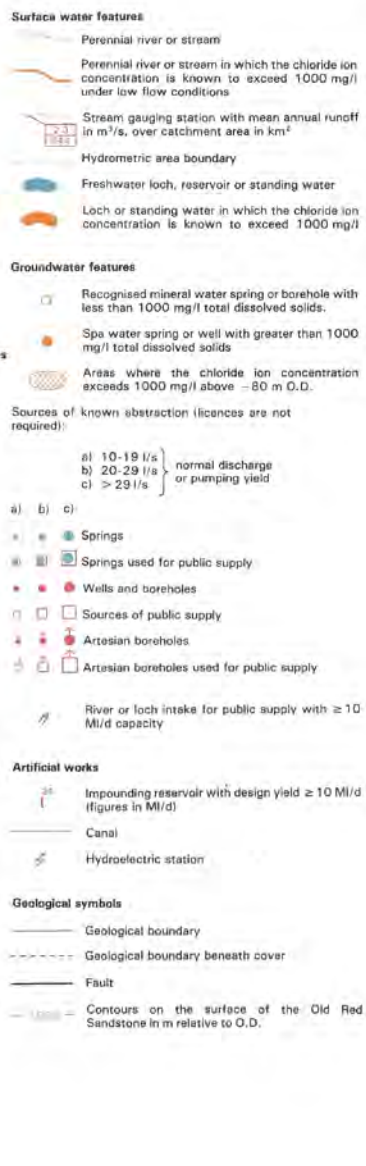 Surface water features
Perennial river or stream
Perennial river or stream in which the chloride ion
concentration is known to exceed 1000 mg/l
under low flow conditions
Stream gauging station with mean annual runoff
in m³/s, over catchment area in km²
Hydrometric area boundary
Freshwater loch, reservoir or standing water
Loch or standing water in which the chloride ion
concentration is known to exceed 1000 mg/l
Groundwater features
Recognised mineral water spring or borehole with
less than 1000 mg/l total dissolved solids.
Spa water spring or well with greater than 1000
mg/l total dissolved solids
s
Areas where the chloride ion concentration
exceeds 1000 mg/l above −80 m O.D.
Sources of known abstraction (licences are not
required):
a) 10-19 l/s
b) 20-29 l/s
c) > 29 l/s
normal discharge
or pumping yield
a) b) c)
Springs
Springs used for public supply
Wells and boreholes
Sources of public supply
Artesian boreholes
Artesian boreholes used for public supply
River or loch intake for public supply with ≥ 10
Ml/d capacity
Artificial works
Impounding reservoir with design yield ≥ 10 Ml/d
(figures in Ml/d)
Canal
Hydroelectric station
Geological symbols
Geological boundary
Geological boundary beneath cover
Fault
Contours on the surface of the Old Red
Sandstone in m relative to O.D.